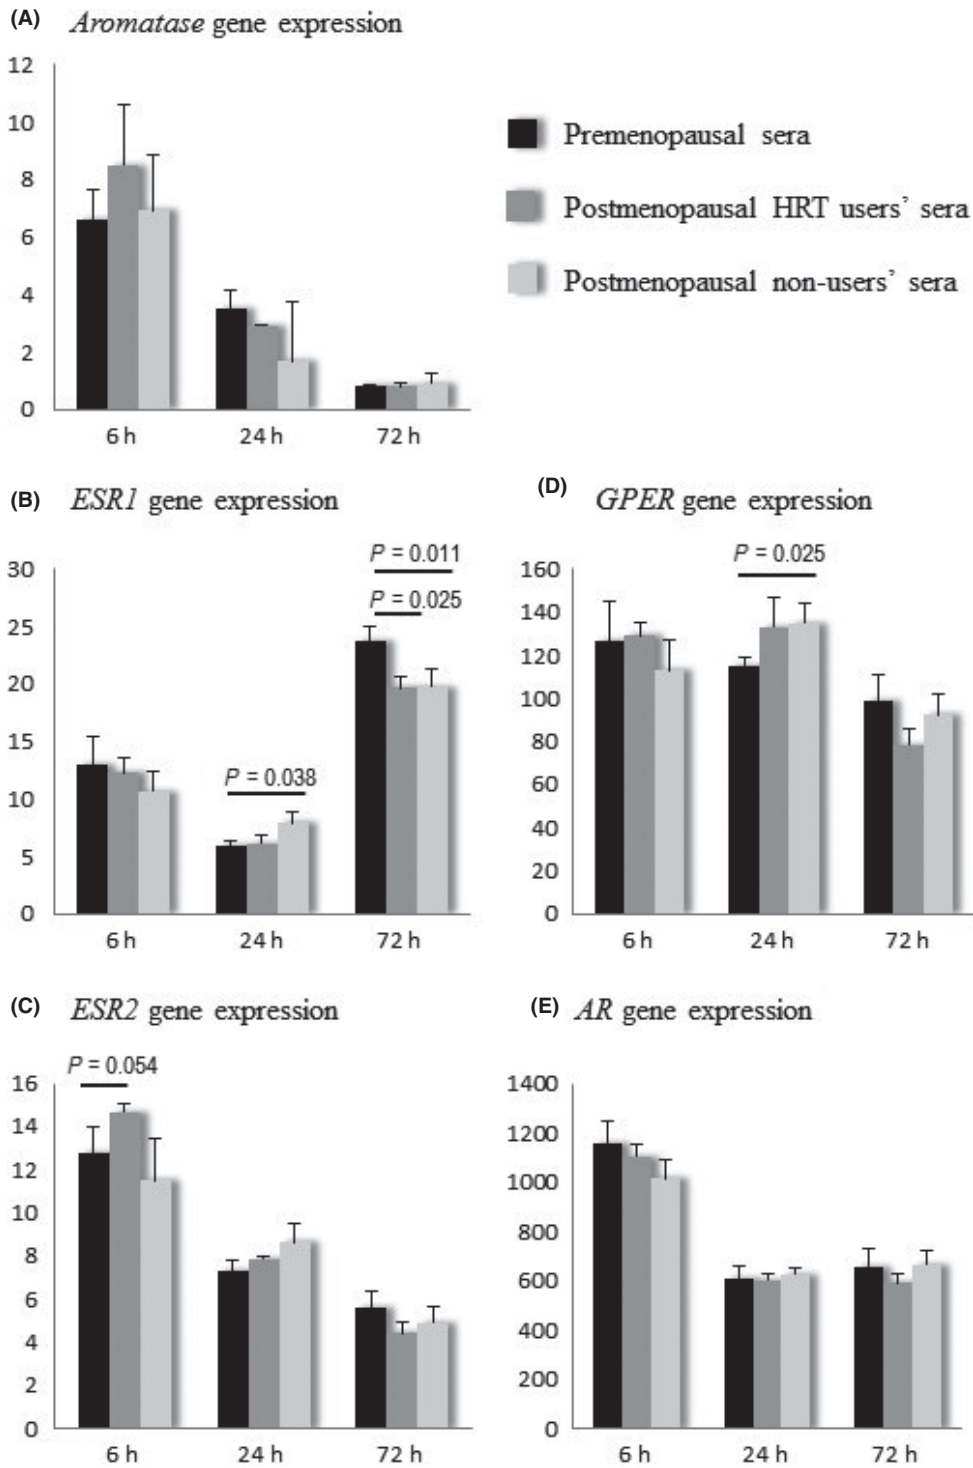 (A) Aromatase gene expression
12
10
8
6
4
2
0
6 h 24 h 72 h
Premenopausal sera
Postmenopausal HRT users’ sera
Postmenopausal non-users’ sera
(B) ESR1 gene expression
P = 0.011
P = 0.025
P = 0.038
30
25
20
15
10
5
0
6 h 24 h 72 h
(D) GPER gene expression
P = 0.025
160
140
120
100
80
60
40
20
0
6 h 24 h 72 h
(C) ESR2 gene expression
P = 0.054
16
14
12
10
8
6
4
2
0
6 h 24 h 72 h
(E) AR gene expression
1400
1200
1000
800
600
400
200
0
6 h 24 h 72 h